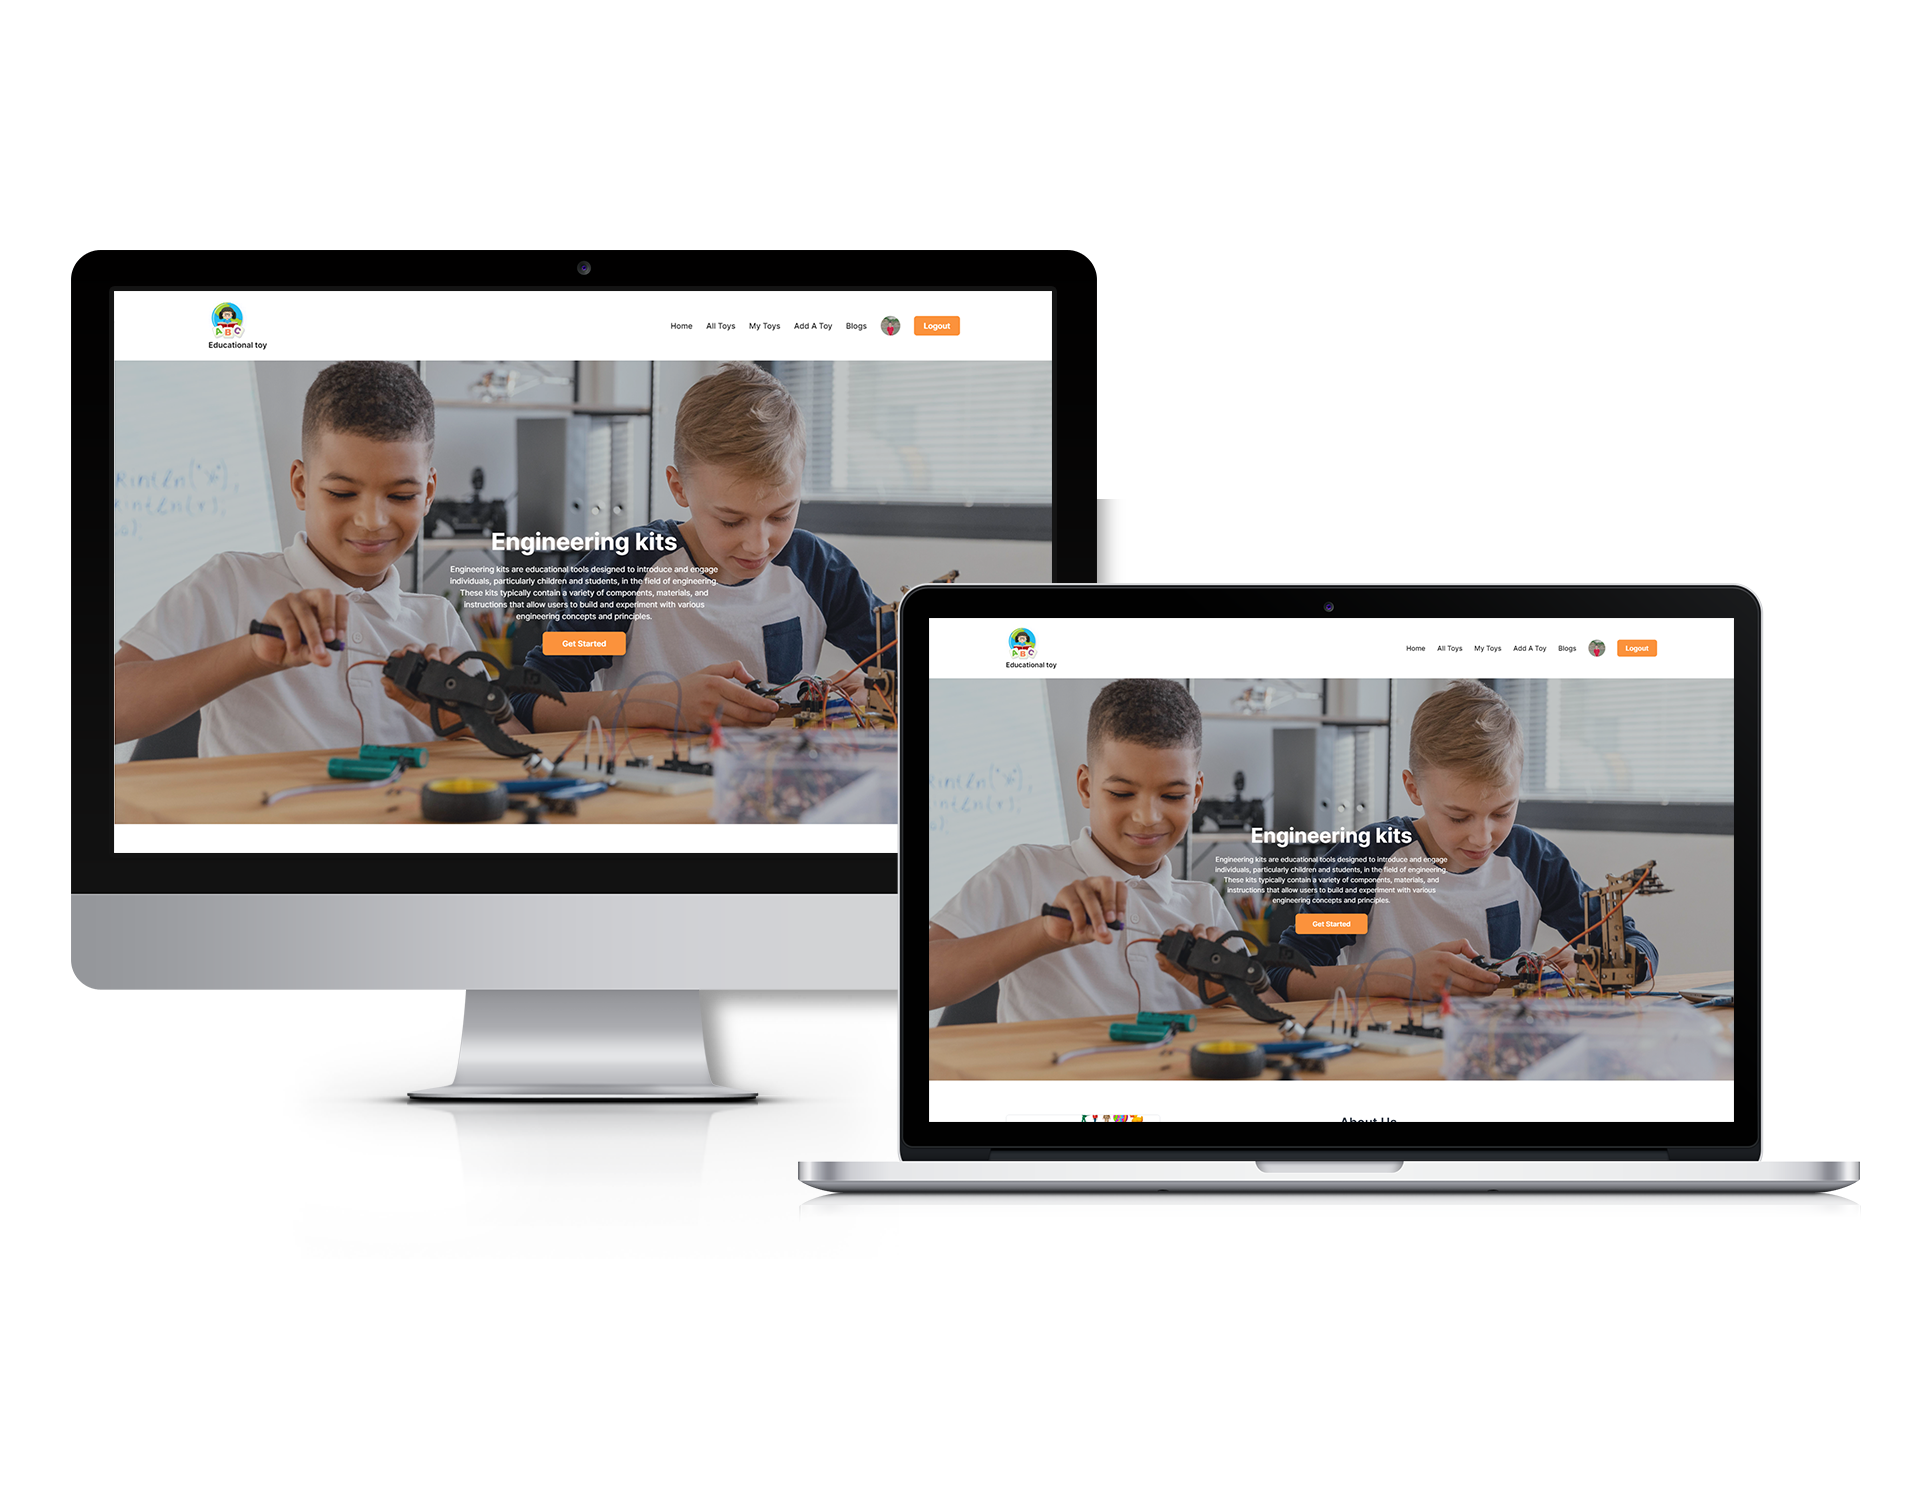 A B C
Educational toy
Home All Toys My Toys Add A Toy Blogs Logout
Engineering kits
Engineering kits are educational tools designed to introduce and engage
individuals, particularly children and students, in the field of engineering.
These kits typically contain a variety of components, materials, and
instructions that allow users to build and experiment with various
engineering concepts and principles.
Get Started
A B C
Educational toy
Home All Toys My Toys Add A Toy Blogs Logout
Engineering kits
Engineering kits are educational tools designed to introduce and engage
individuals, particularly children and students, in the field of engineering.
These kits typically contain a variety of components, materials, and
instructions that allow users to build and experiment with various
engineering concepts and principles.
Get Started
About Us